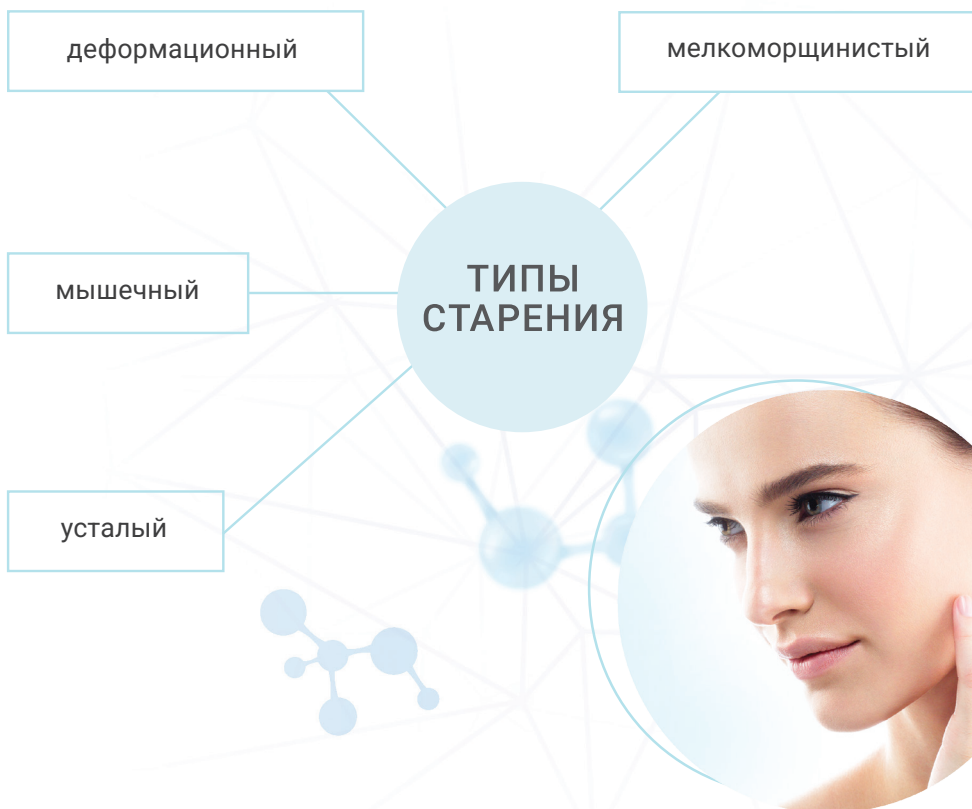 деформационный
мелкоморщинистый
ТИПЫ
СТАРЕНИЯ
мышечный
усталый